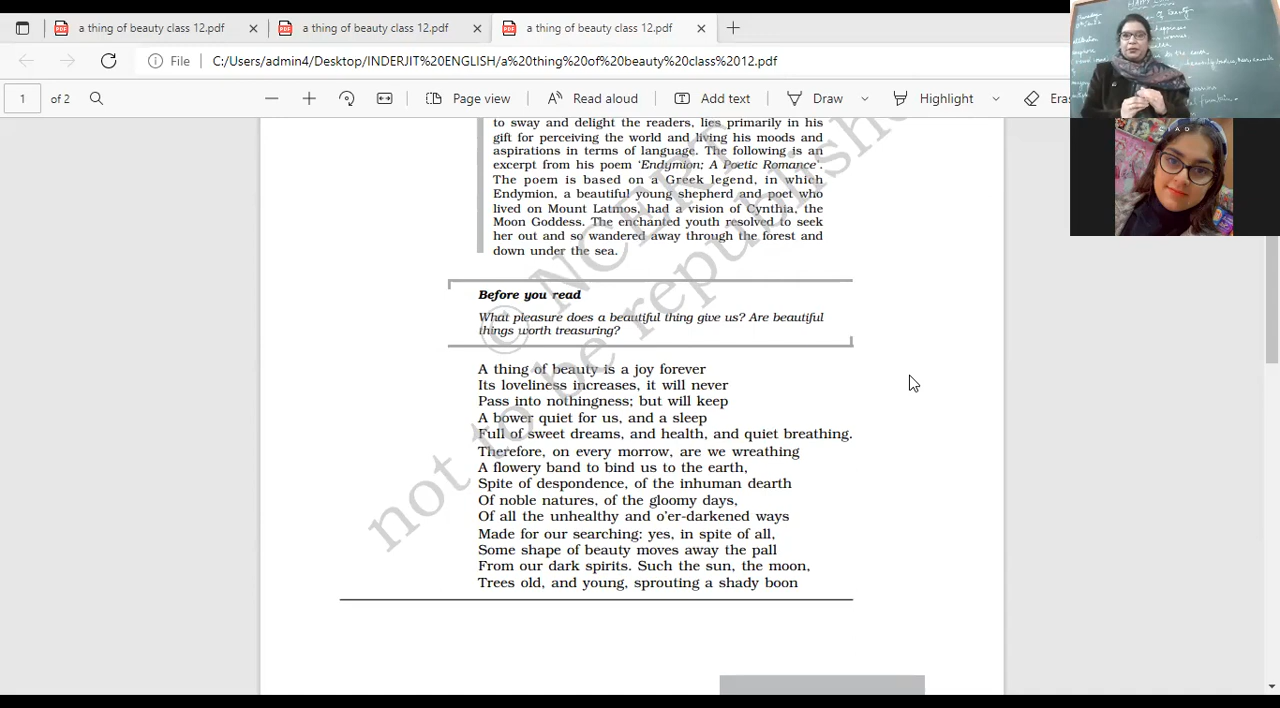 a thing of beauty class 12.pdf
a thing of beauty class 12.pdf
a thing of beauty class 12.pdf
File C:/Users/admin4/Desktop/INDERJIT%20ENGLISH/a%20thing%20of%20beauty%20class%2012.pdf
1 of 2 Page view Read aloud Add text Draw Highlight Eras
to sway and delight the readers, lies primarily in his
gift for perceiving the world and living his moods and
aspirations in terms of language. The following is an
excerpt from his poem ‘Endymion; A Poetic Romance’.
The poem is based on a Greek legend, in which
Endymion, a beautiful young shepherd and poet who
lived on Mount Latmos, had a vision of Cynthia, the
Moon Goddess. The enchanted youth resolved to seek
her out and so wandered away through the forest and
down under the sea.
Before you read
What pleasure does a beautiful thing give us? Are beautiful
things worth treasuring?
A thing of beauty is a joy forever
Its loveliness increases, it will never
Pass into nothingness; but will keep
A bower quiet for us, and a sleep
Full of sweet dreams, and health, and quiet breathing.
Therefore, on every morrow, are we wreathing
A flowery band to bind us to the earth,
Spite of despondence, of the inhuman dearth
Of noble natures, of the gloomy days,
Of all the unhealthy and o’er-darkened ways
Made for our searching: yes, in spite of all,
Some shape of beauty moves away the pall
From our dark spirits. Such the sun, the moon,
Trees old, and young, sprouting a shady boon
© NCERT
not to be republished
CIAD
of beauty
happiness
to the earth